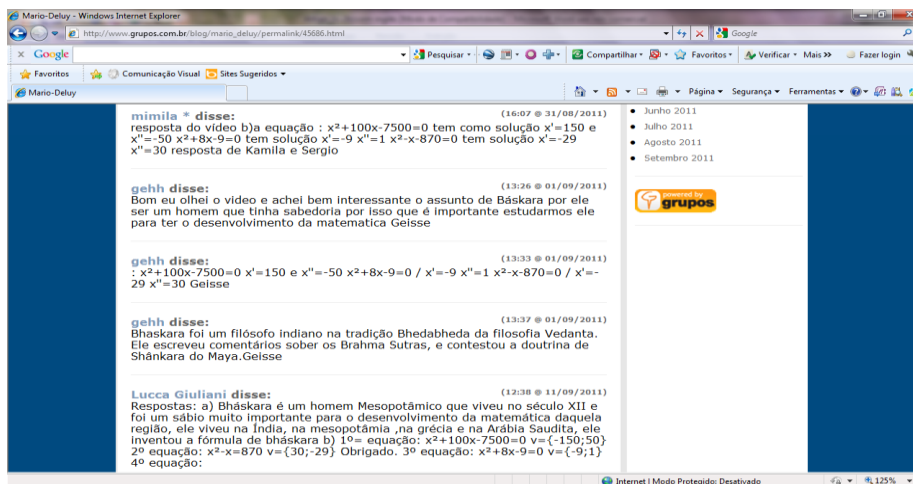 Mario-Deluy - Windows Internet Explorer
http://www.grupos.com.br/blog/mario_deluy/permalink/45686.html
Google
x Google
Pesquisar
Compartilhar
Favoritos
Verificar
Mais »
Fazer login
Favoritos
Comunicação Visual
Sites Sugeridos
Mario-Deluy
Página
Segurança
Ferramentas
mimila * disse: (16:07 @ 31/08/2011)
resposta do vídeo b)a equação : x²+100x-7500=0 tem como solução x'=150 e
x''=-50 x²+8x-9=0 tem solução x'=-9 x"=1 x²-x-870=0 tem solução x'=-29
x"=30 resposta de Kamila e Sergio
gehh disse: (13:26 @ 01/09/2011)
Bom eu olhei o video e achei bem interessante o assunto de Báskara por ele
ser um homem que tinha sabedoria por isso que é importante estudarmos ele
para ter o desenvolvimento da matematica Geisse
gehh disse: (13:33 @ 01/09/2011)
: x²+100x-7500=0 x'=150 e x''=-50 x²+8x-9=0 / x'=-9 x"=1 x²-x-870=0 / x'=-
29 x"=30 Geisse
gehh disse: (13:37 @ 01/09/2011)
Bhaskara foi um filósofo indiano na tradição Bhedabheda da filosofia Vedanta.
Ele escreveu comentários sober os Brahma Sutras, e contestou a doutrina de
Shânkara do Maya.Geisse
Lucca Giuliani disse: (12:38 @ 11/09/2011)
Respostas: a) Bháskara é um homem Mesopotâmico que viveu no século XII e
foi um sábio muito importante para o desenvolvimento da matemática daquela
região, ele viveu na Índia, na mesopotâmia ,na grécia e na Arábia Saudita, ele
inventou a fórmula de bháskara b) 1º= equação: x²+100x-7500=0 v={-150;50}
2º equação: x²-x=870 v={30;-29} Obrigado. 3º equação: x²+8x-9=0 v={-9;1}
4º equação:
Junho 2011
Julho 2011
Agosto 2011
Setembro 2011
powered by
grupos
Internet | Modo Protegido: Desativado
125%